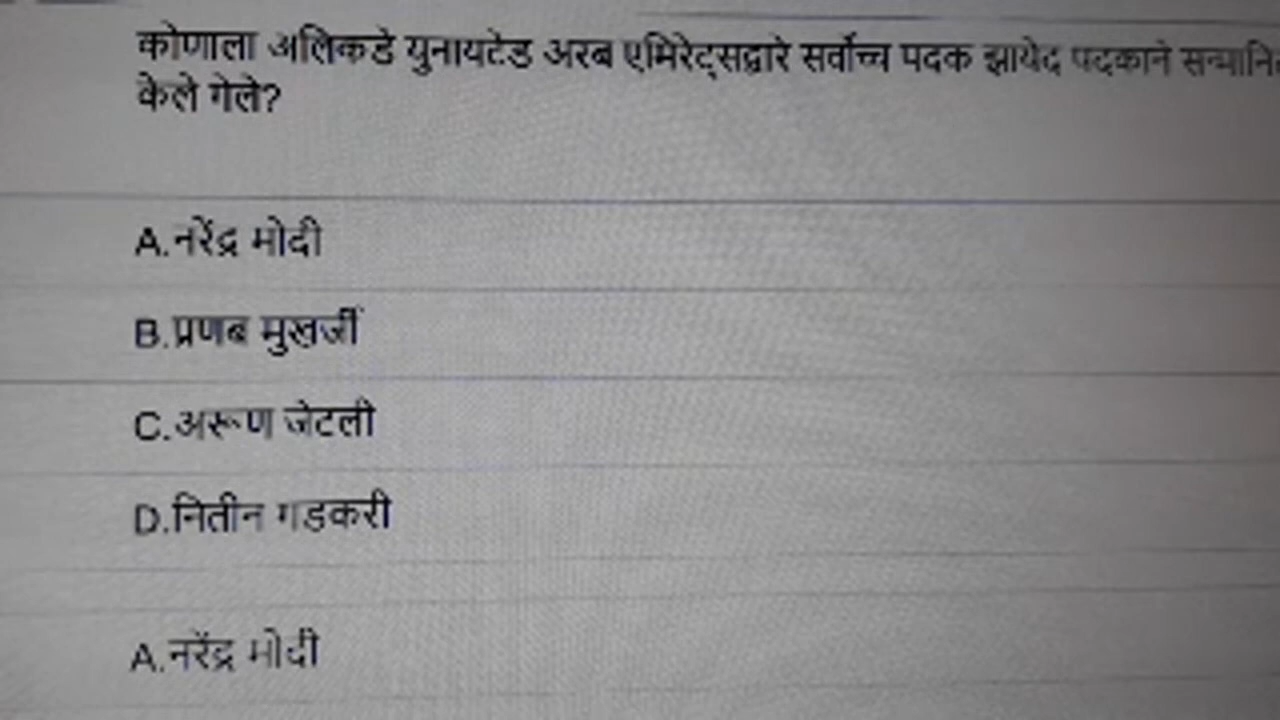 कोणाला अलिकडे युनायटेड अरब एमिरेट्सद्वारे सर्वोच्च पदक झायेद पदकाने
केले गेले?
A.नरेंद्र मोदी
B.प्रणब मुखर्जी
C.अरूण जेटली
D.नितीन गडकरी
A.नरेंद्र मोदी